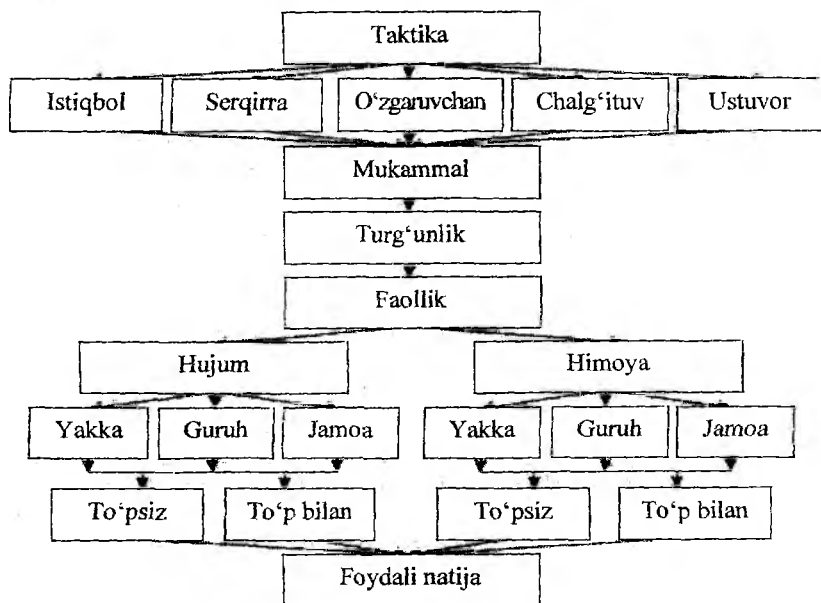 Taktika
Istiqbol Serqirra O‘zgaruvchan Chalg‘ituv Ustuvor
Mukammal
Turg‘unlik
Faollik
Hujum Himoya
Yakka Guruh Jamoa Yakka Guruh Jamoa
To‘psiz To‘p bilan To‘psiz To‘p bilan
Foydali natija